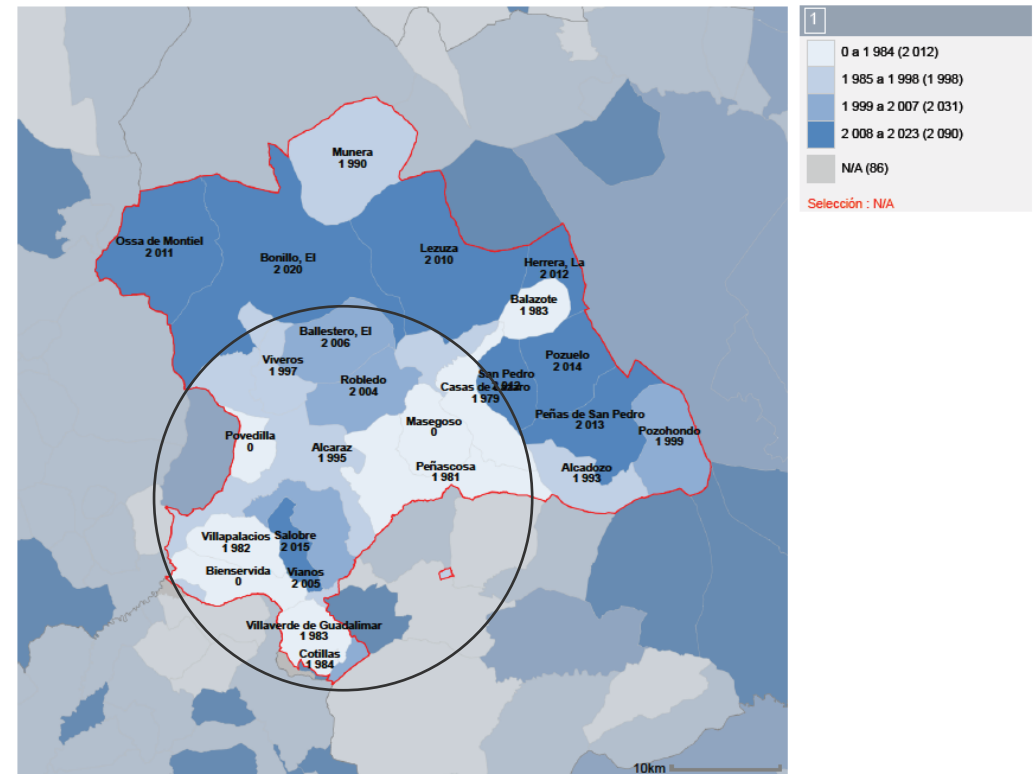 1
0 a 1 984 (2 012)
1 985 a 1 998 (1 998)
1 999 a 2 007 (2 031)
2 008 a 2 023 (2 090)
N/A (86)
Selección : N/A
Munera
1 990
Ossa de Montiel
2 011
Bonillo, El
2 020
Lezuza
2 010
Herrera, La
2 012
Balazote
1 983
Ballestero, El
2 006
Viveros
1 997
Robledo
2 004
Pozuelo
2 014
San Pedro
Casas de Lázaro
1 979
Peñas de San Pedro
2 013
Pozohondo
1 999
Masegoso
0
Povedilla
0
Alcaraz
1 995
Peñascosa
1 981
Alcadozo
1 993
Villapalacios
1 982
Salobre
2 015
Bienservida
0
Vianos
2 005
Villaverde de Guadalimar
1 983
Cotillas
1 984
10km